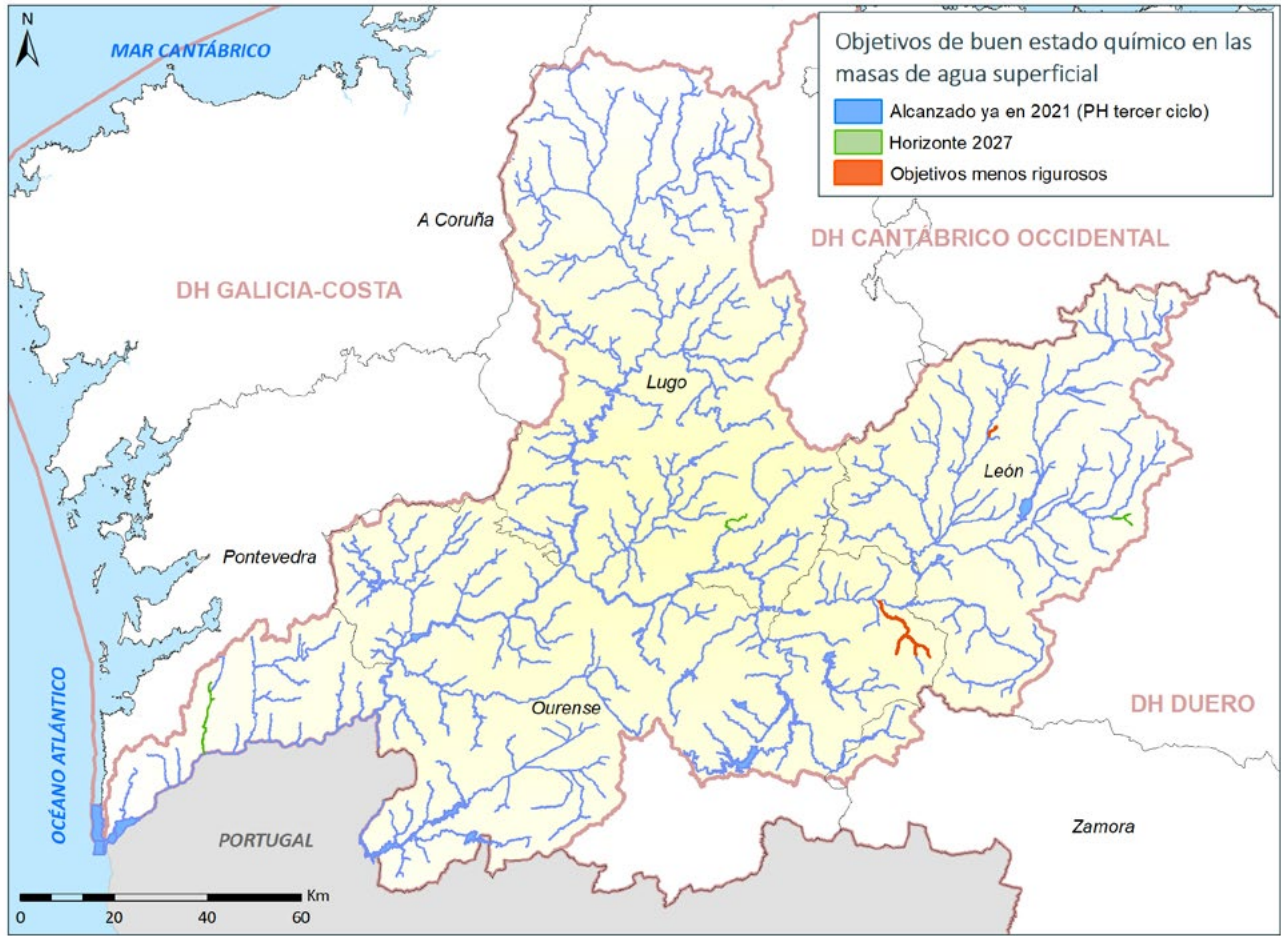 N
MAR CANTÁBRICO
Objetivos de buen estado químico en las
masas de agua superficial
Alcanzado ya en 2021 (PH tercer ciclo)
Horizonte 2027
Objetivos menos rigurosos
A Coruña
DH CANTÁBRICO OCCIDENTAL
DH GALICIA-COSTA
Lugo
León
Pontevedra
OCÉANO ATLÁNTICO
Ourense
DH DUERO
PORTUGAL
Zamora
Km
0 20 40 60